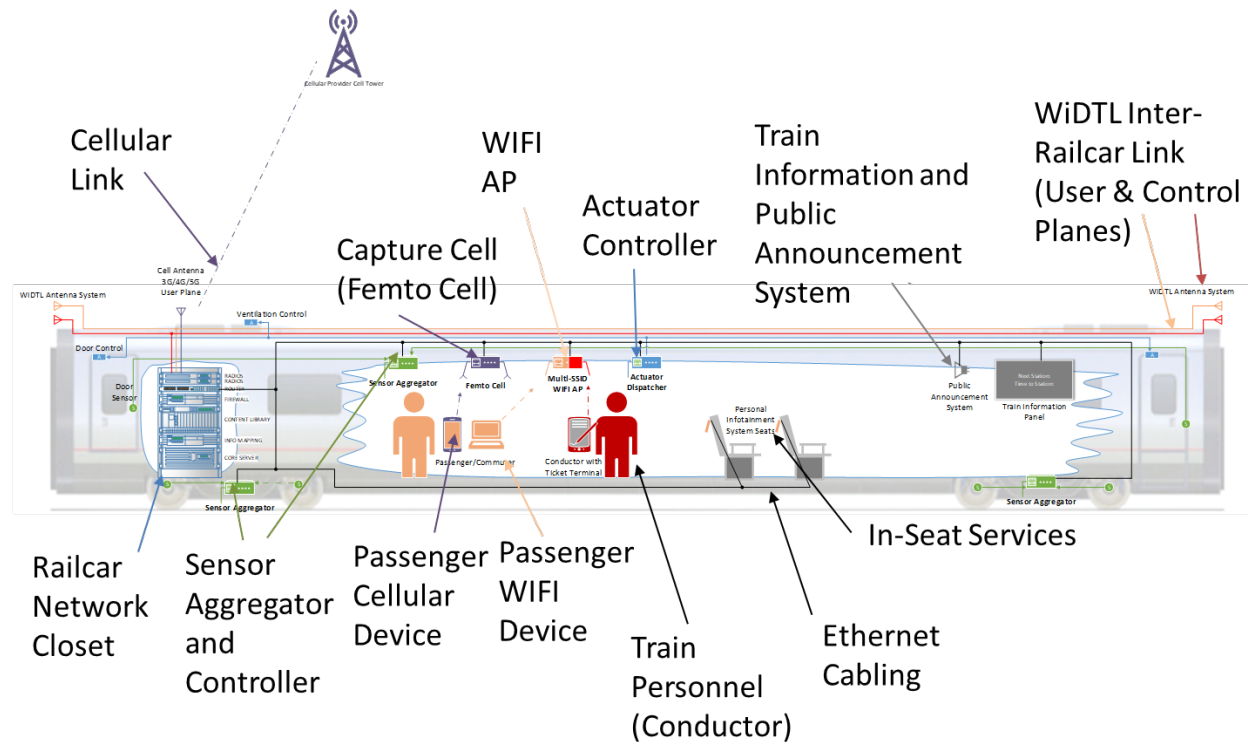 Cellular Provider Cell Tower
Cellular
Link
WIFI
AP
Train
Information and
Public
Announcement
System
WiDTL Inter-
Railcar Link
(User & Control
Planes)
Actuator
Controller
Capture Cell
(Femto Cell)
Cell Antenna
3G/4G/5G
User Plane
WIDTL Antenna System
WIDTL Antenna System
Ventilation Control
A
Door Control
A
A
Door
Sensor
S
RADIOS
RADIOS
ROUTER
FIREWALL
CONTENT LIBRARY
INFO MAPPING
CORE SERVER
Sensor Aggregator
Femto Cell
Multi-SSID
WIFI AP
Actuator
Dispatcher
Public
Announcement
System
Next Station
Time to Station
Train Information
Panel
S
Personal
Infotainment
System Seats
Passenger/Commuter
Conductor with
Ticket Terminal
S
S
Sensor Aggregator
S
S
Sensor Aggregator
Railcar
Network
Closet
Sensor
Aggregator
and
Controller
Passenger
Cellular
Device
Passenger
WIFI
Device
Train
Personnel
(Conductor)
Ethernet
Cabling
In-Seat Services